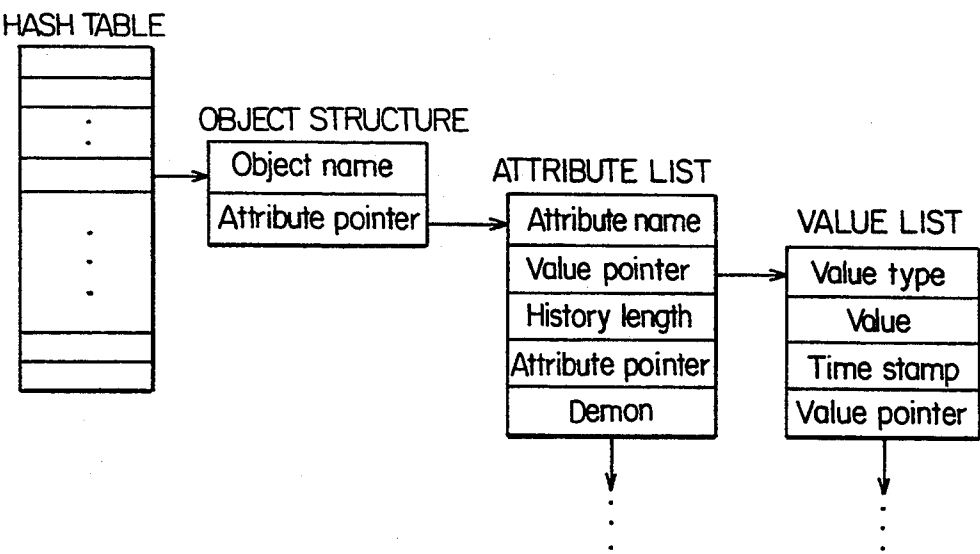 HASH TABLE
OBJECT STRUCTURE
Object name
Attribute pointer
ATTRIBUTE LIST
Attribute name
Value pointer
History length
Attribute pointer
Demon
VALUE LIST
Value type
Value
Time stamp
Value pointer